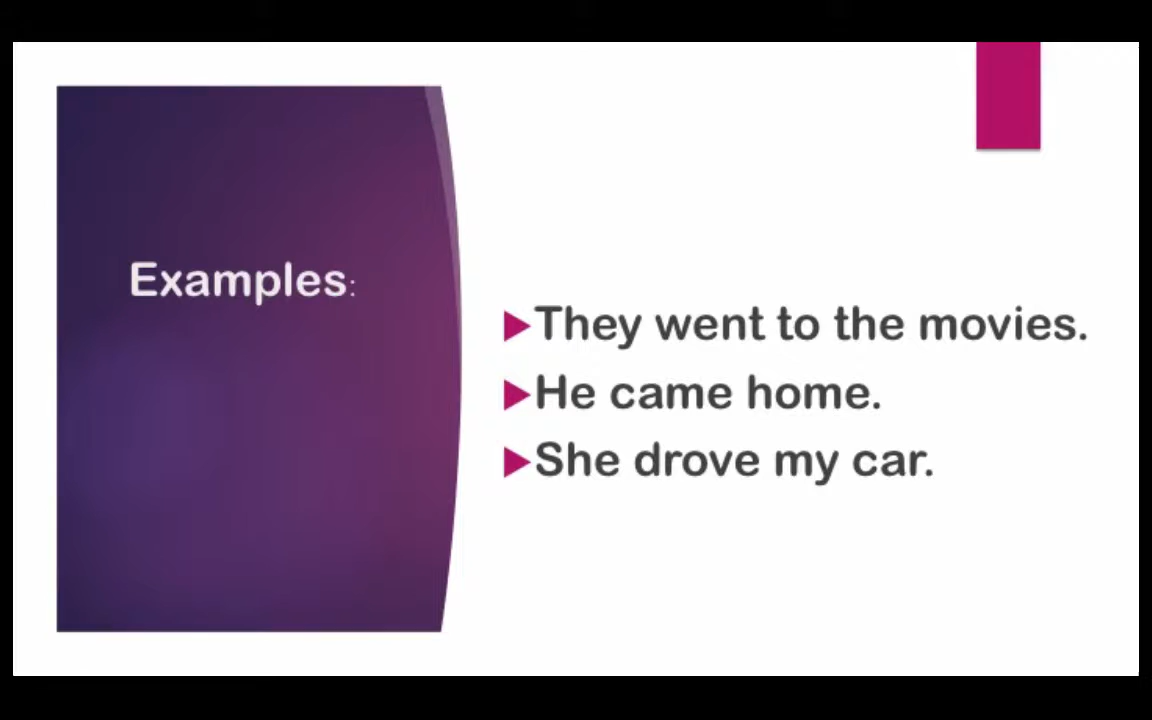 Examples:
They went to the movies.
He came home.
She drove my car.